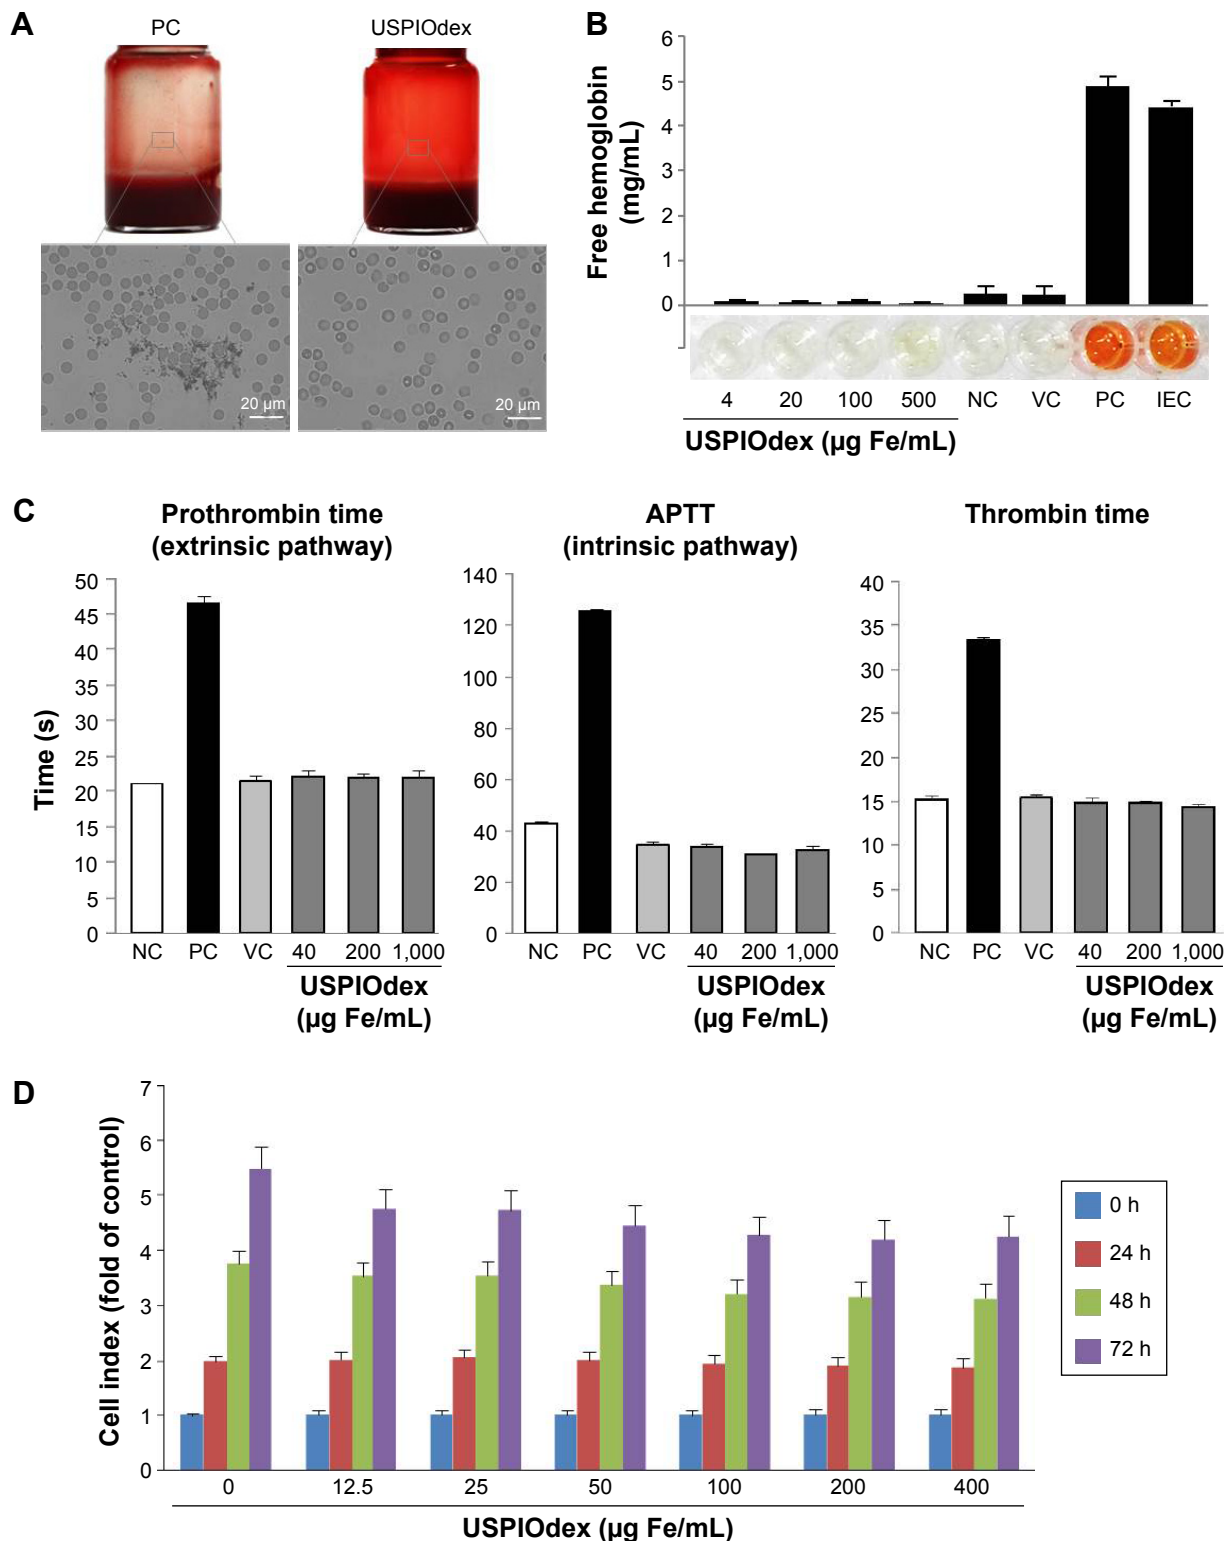 A
PC
USPIOdex
20 µm
20 µm
B
Free hemoglobin
(mg/mL)
6
5
4
3
2
1
0
4 20 100 500 NC VC PC IEC
USPIOdex (µg Fe/mL)
C
Prothrombin time
(extrinsic pathway)
Time (s)
50
45
40
35
30
25
20
15
10
5
0
NC PC VC 40 200 1,000
USPIOdex
(µg Fe/mL)
APTT
(intrinsic pathway)
140
120
100
80
60
40
20
0
NC PC VC 40 200 1,000
USPIOdex
(µg Fe/mL)
Thrombin time
40
35
30
25
20
15
10
5
0
NC PC VC 40 200 1,000
USPIOdex
(µg Fe/mL)
D
Cell index (fold of control)
7
6
5
4
3
2
1
0
0 12.5 25 50 100 200 400
USPIOdex (µg Fe/mL)
0 h
24 h
48 h
72 h